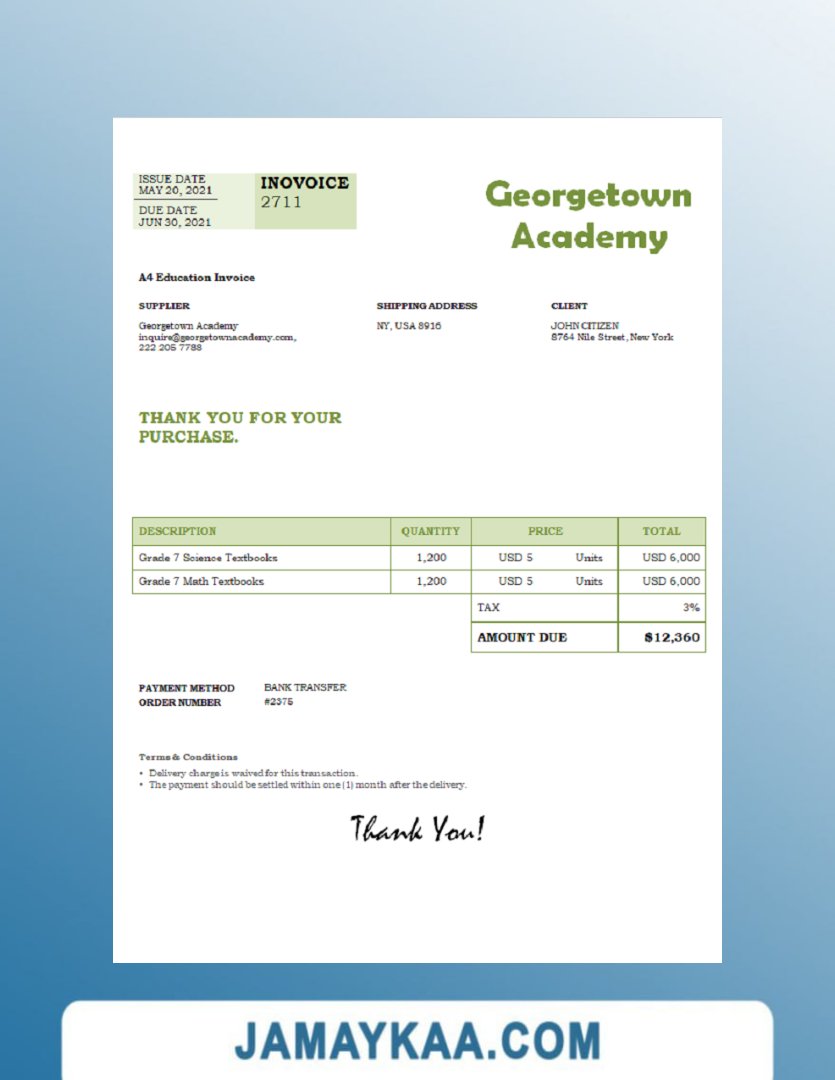 ISSUE DATE
MAY 20, 2021
DUE DATE
JUN 30, 2021
INOVOICE
2711
Georgetown
Academy
A4 Education Invoice
SUPPLIER
Georgetown Academy
inquire@georgetownacademy.com,
222 205 7788
SHIPPING ADDRESS
NY, USA 8916
CLIENT
JOHN CITIZEN
8764 Nile Street, New York
THANK YOU FOR YOUR
PURCHASE.
DESCRIPTION QUANTITY PRICE TOTAL
Grade 7 Science Textbooks 1,200 USD 5 Units USD 6,000
Grade 7 Math Textbooks 1,200 USD 5 Units USD 6,000
TAX 3%
AMOUNT DUE $12,360
PAYMENT METHOD BANK TRANSFER
ORDER NUMBER #2375
Terms & Conditions
• Delivery charge is waived for this transaction.
• The payment should be settled within one (1) month after the delivery.
Thank You!
JAMAYKAA.COM